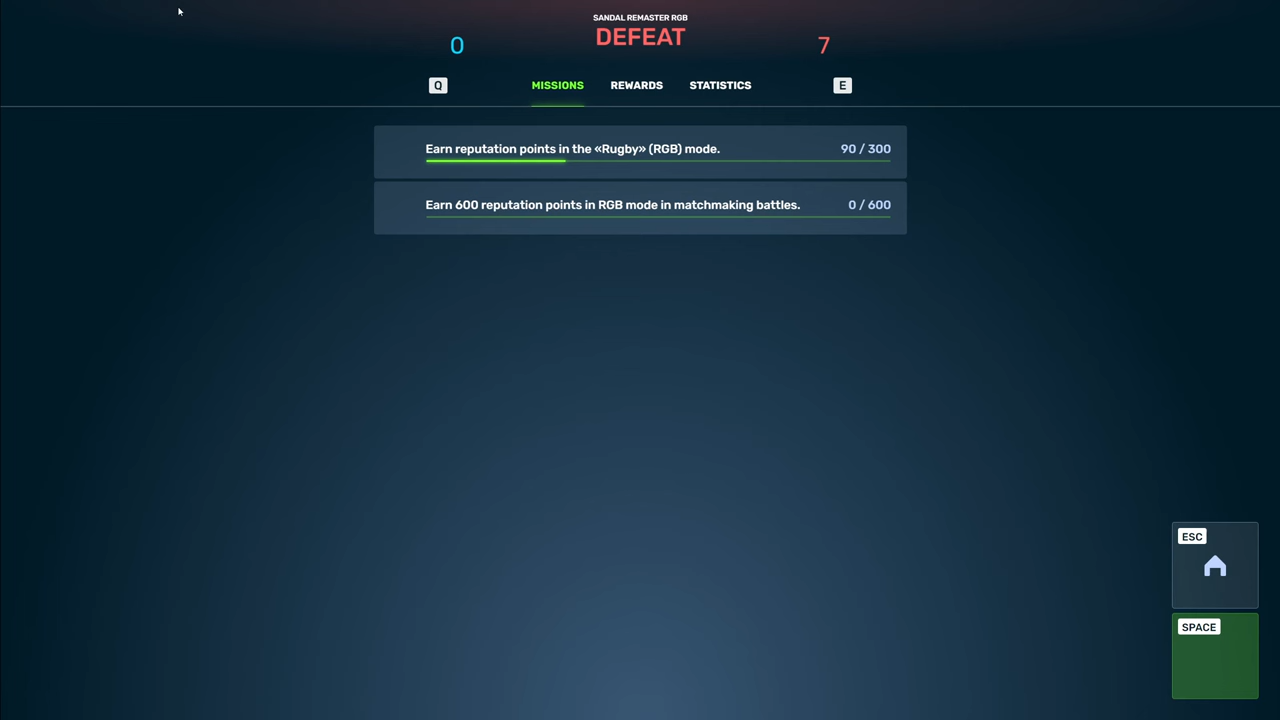 SANDAL REMASTER RGB
0 DEFEAT 7
Q MISSIONS REWARDS STATISTICS E
Earn reputation points in the «Rugby» (RGB) mode. 90 / 300
Earn 600 reputation points in RGB mode in matchmaking battles. 0 / 600
ESC
SPACE